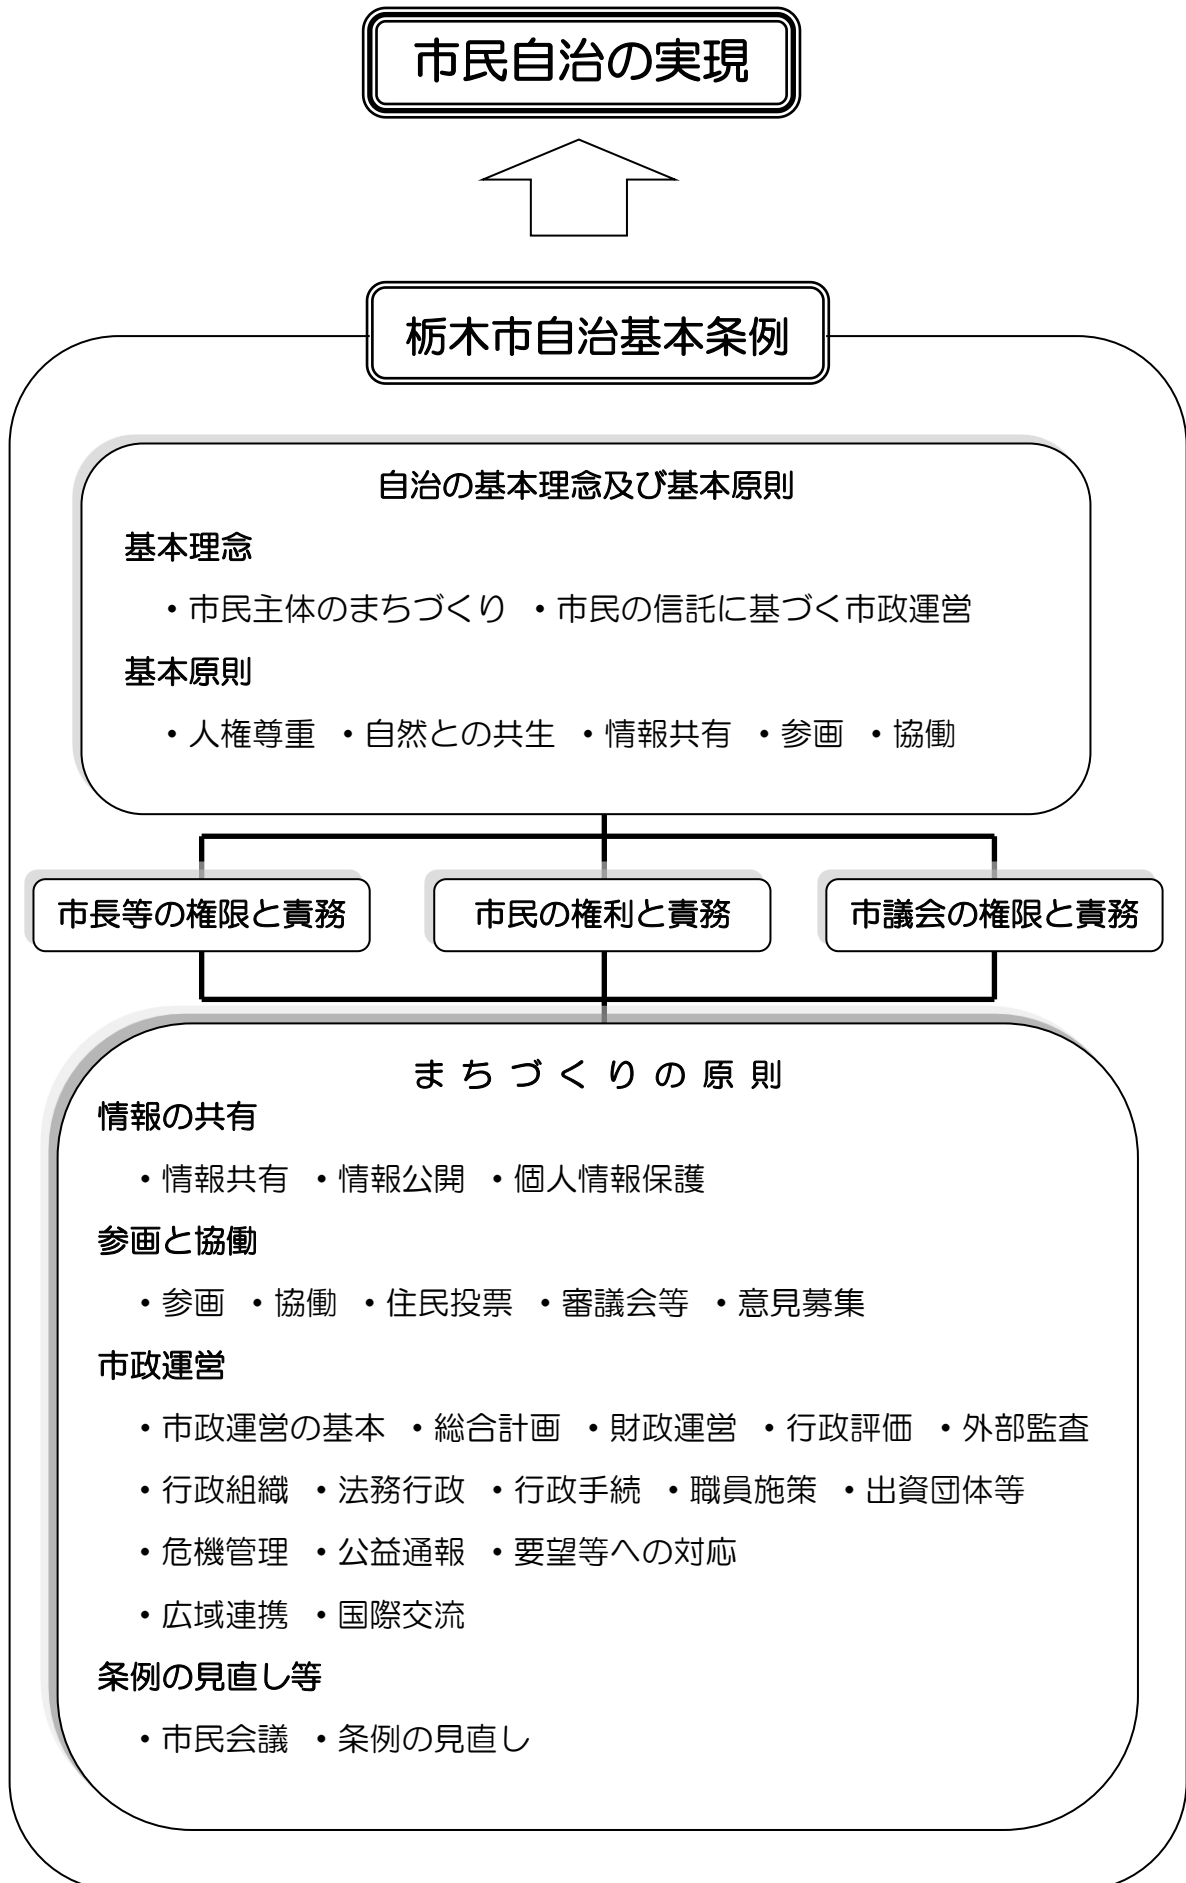 市民自治の実現
栃木市自治基本条例
自治の基本理念及び基本原則
基本理念
・市民主体のまちづくり ・市民の信託に基づく市政運営
基本原則
・人権尊重 ・自然との共生 ・情報共有 ・参画 ・協働
市長等の権限と責務
市民の権利と責務
市議会の権限と責務
まちづくりの原則
情報の共有
・情報共有 ・情報公開 ・個人情報保護
参画と協働
・参画 ・協働 ・住民投票 ・審議会等 ・意見募集
市政運営
・市政運営の基本 ・総合計画 ・財政運営 ・行政評価 ・外部監査
・行政組織 ・法務行政 ・行政手続 ・職員施策 ・出資団体等
・危機管理 ・公益通報 ・要望等への対応
・広域連携 ・国際交流
条例の見直し等
・市民会議 ・条例の見直し